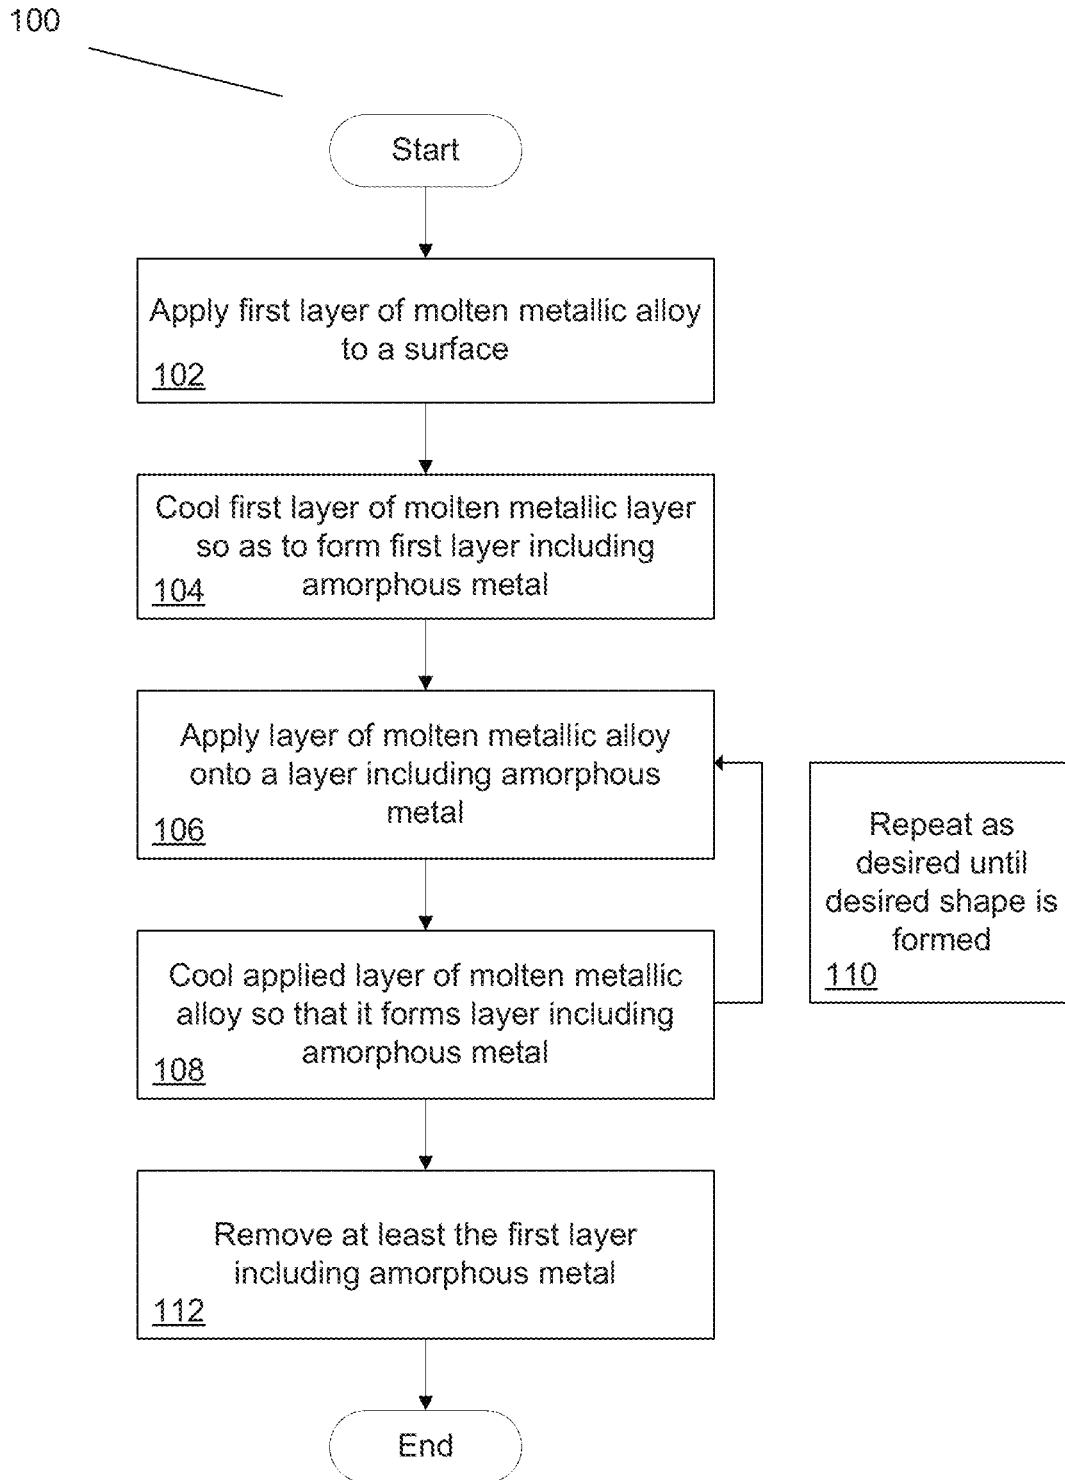 100
Start
Apply first layer of molten metallic alloy
to a surface
102
Cool first layer of molten metallic layer
so as to form first layer including
amorphous metal
104
Apply layer of molten metallic alloy
onto a layer including amorphous
metal
106
Cool applied layer of molten metallic
alloy so that it forms layer including
amorphous metal
108
Repeat as
desired until
desired shape is
formed
110
Remove at least the first layer
including amorphous metal
112
End